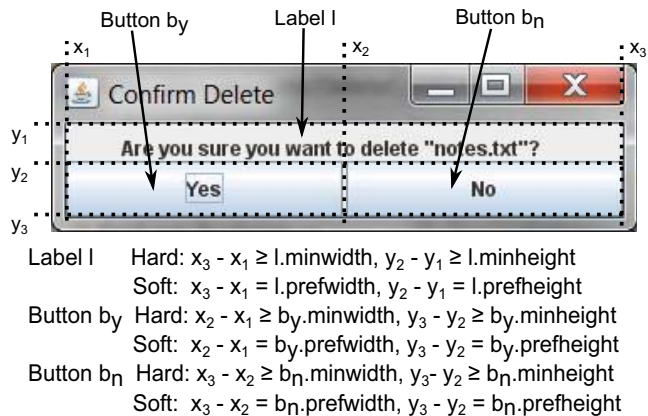 Button by Label l Button bn
x1 x2 x3
Confirm Delete
y1
Are you sure you want to delete "notes.txt"?
y2
Yes No
y3
Label l Hard: x3 - x1 ≥ l.minwidth, y2 - y1 ≥ l.minheight
Soft: x3 - x1 = l.prefwidth, y2 - y1 = l.prefheight
Button by Hard: x2 - x1 ≥ by.minwidth, y3 - y2 ≥ by.minheight
Soft: x2 - x1 = by.prefwidth, y3 - y2 = by.prefheight
Button bn Hard: x3 - x2 ≥ bn.minwidth, y3- y2 ≥ bn.minheight
Soft: x3 - x2 = bn.prefwidth, y3 - y2 = bn.prefheight